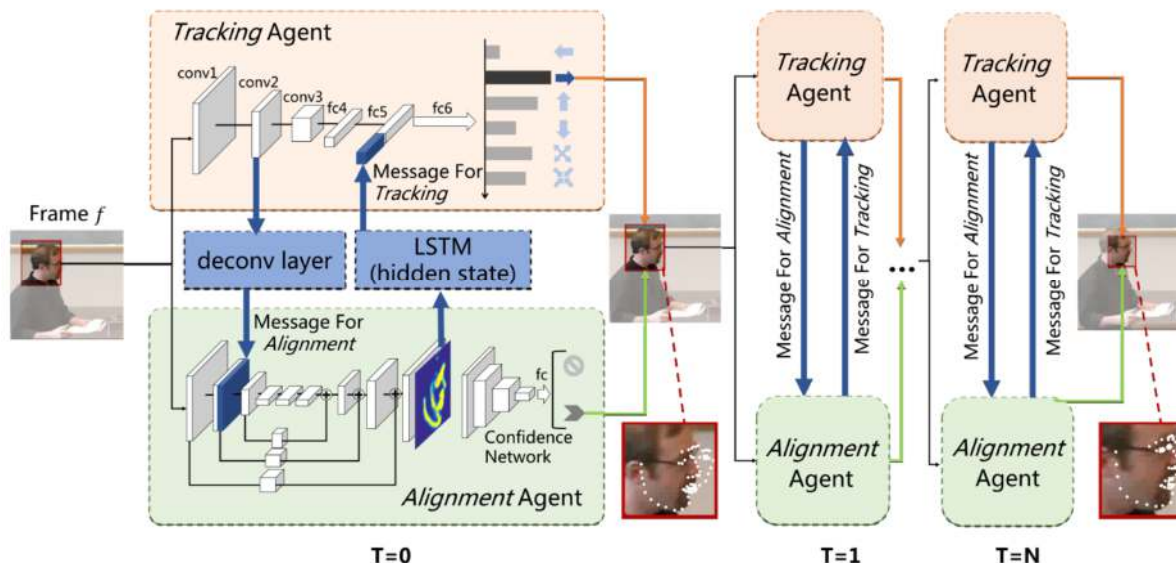 Tracking Agent
conv1
conv2
conv3
fc4
fc5
fc6
Message For
Tracking
Frame f
deconv layer
LSTM
(hidden state)
Message For
Alignment
fc
Confidence
Network
Alignment Agent
T=0
Tracking
Agent
Message For Alignment
Message For Tracking
Alignment
Agent
T=1
...
Tracking
Agent
Message For Alignment
Message For Tracking
Alignment
Agent
T=N